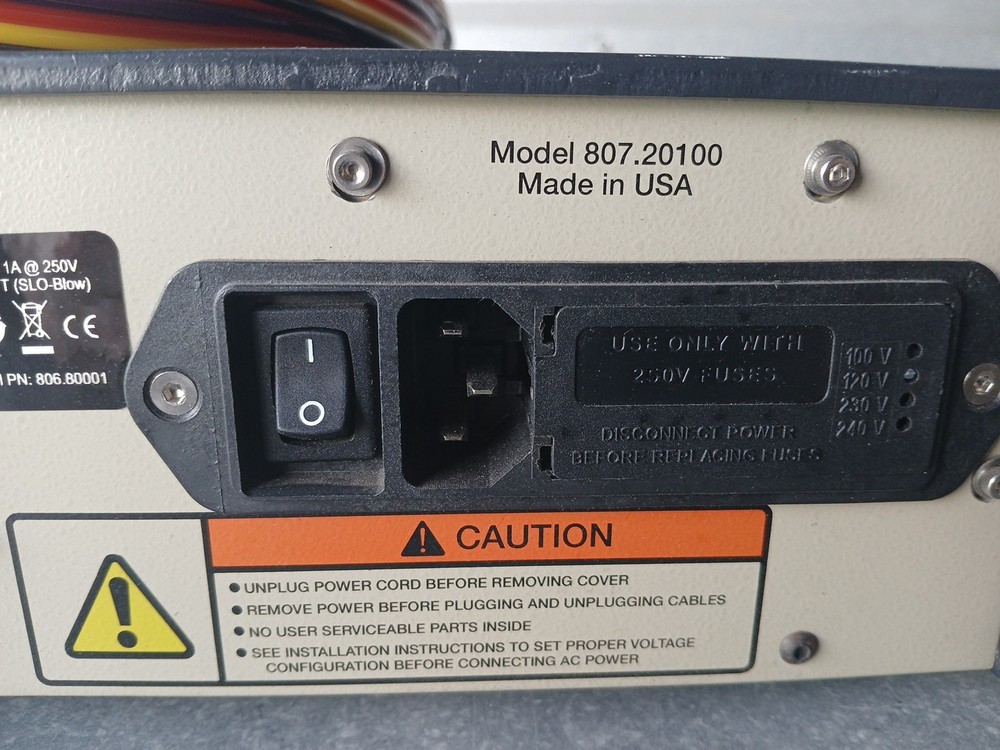 Model 807.20100
Made in USA
1A @ 250V
T (SLO-Blow)
CE
PN: 806.80001
I
O
USE ONLY WITH
250V FUSES
DISCONNECT POWER
BEFORE REPLACING FUSES
100 V
120 V
230 V
240 V
CAUTION
• UNPLUG POWER CORD BEFORE REMOVING COVER
• REMOVE POWER BEFORE PLUGGING AND UNPLUGGING CABLES
• NO USER SERVICEABLE PARTS INSIDE
• SEE INSTALLATION INSTRUCTIONS TO SET PROPER VOLTAGE
CONFIGURATION BEFORE CONNECTING AC POWER